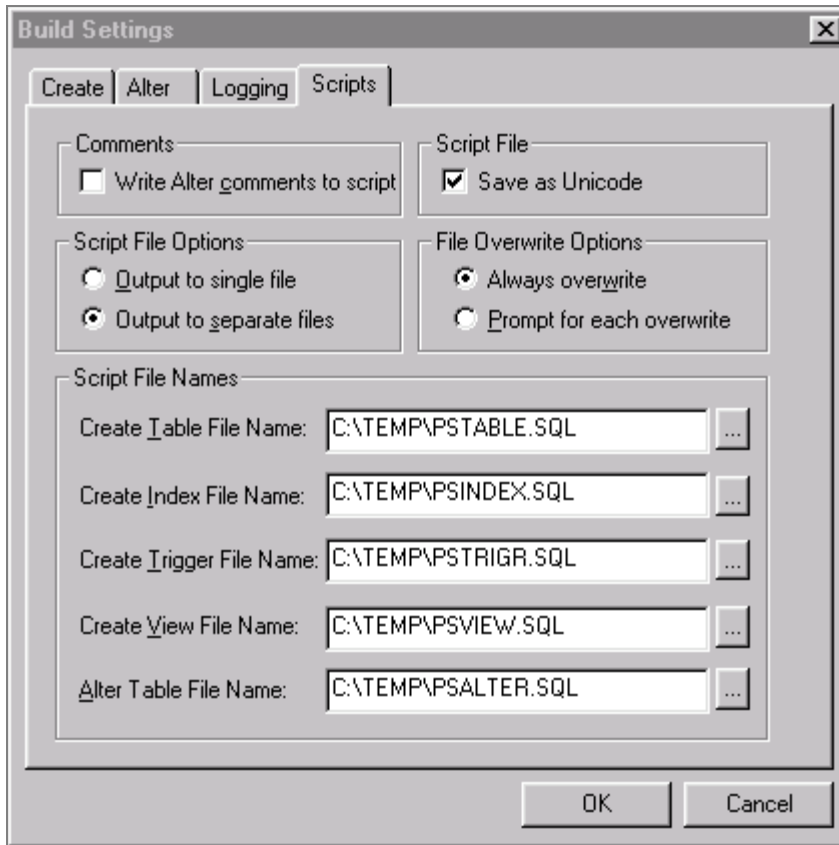 Build Settings
Create Alter Logging Scripts
Comments
Write Alter comments to script
Script File
Save as Unicode
Script File Options
Output to single file
Output to separate files
File Overwrite Options
Always overwrite
Prompt for each overwrite
Script File Names
Create Table File Name: C:\TEMP\PSTABLE.SQL ...
Create Index File Name: C:\TEMP\PSINDEX.SQL ...
Create Trigger File Name: C:\TEMP\PSTRIGR.SQL ...
Create View File Name: C:\TEMP\PSVIEW.SQL ...
Alter Table File Name: C:\TEMP\PSALTER.SQL ...
OK Cancel